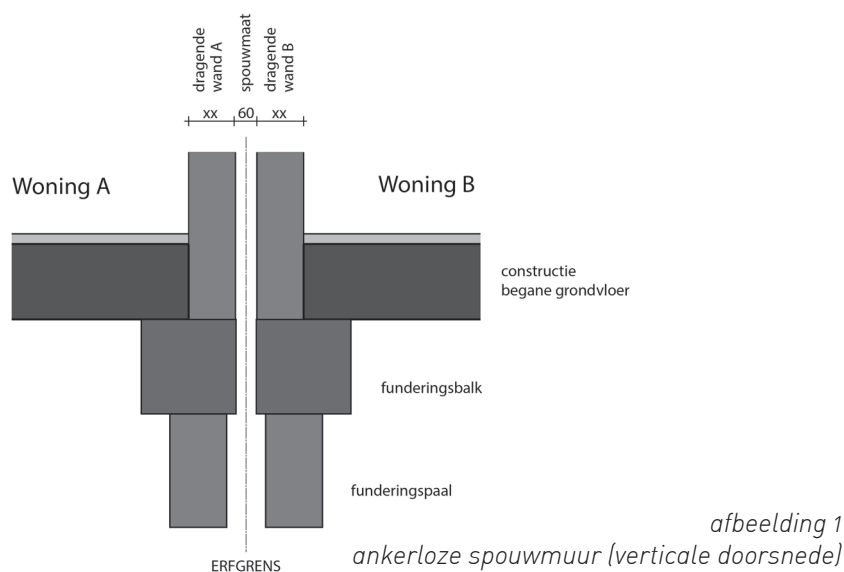 dragende
wand A
spouwmaat
dragende
wand B
xx 60 xx
Woning A
Woning B
constructie
begane grondvloer
funderingsbalk
funderingspaal
ERFGRENS
afbeelding 1
ankerloze spouwmuur (verticale doorsnede)